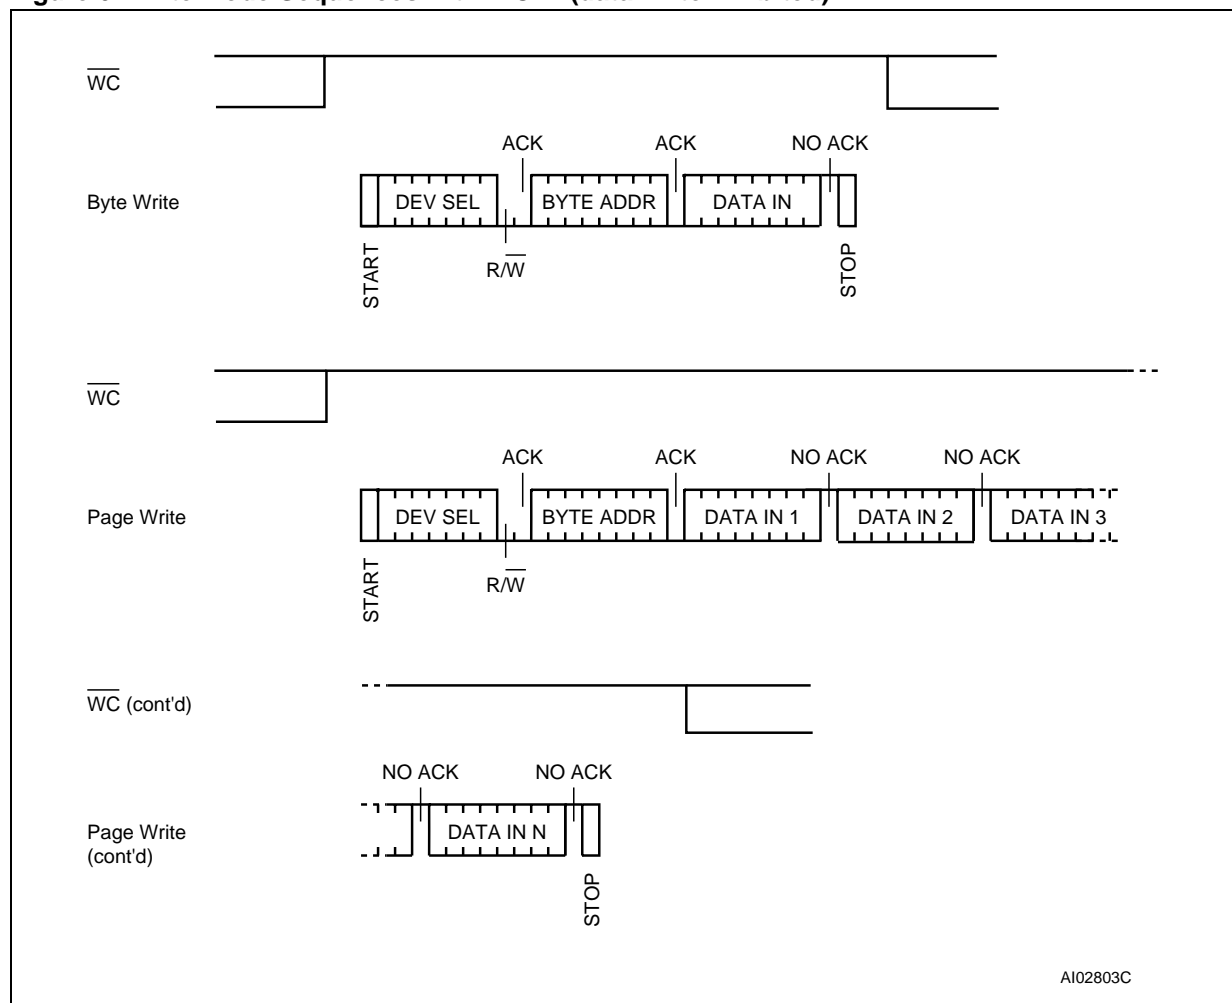 WC
ACK ACK NO ACK
Byte Write DEV SEL BYTE ADDR DATA IN
R/W
START
STOP
WC
ACK ACK NO ACK NO ACK
Page Write DEV SEL BYTE ADDR DATA IN 1 DATA IN 2 DATA IN 3
R/W
START
WC (cont'd)
NO ACK NO ACK
Page Write DATA IN N
(cont'd)
STOP
AI02803C